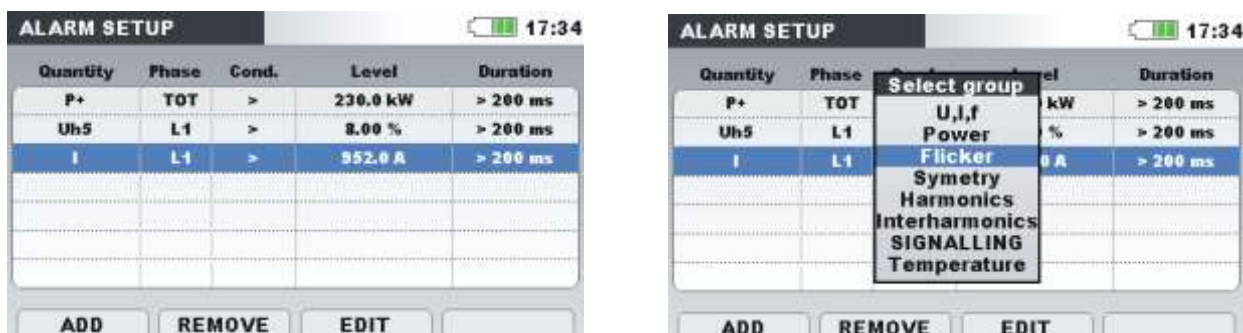 ALARM SETUP 17:34
Quantity Phase Cond. Level Duration
P+ TOT > 230.0 kW > 200 ms
Uh5 L1 > 8.00 % > 200 ms
I L1 > 952.0 A > 200 ms
ADD REMOVE EDIT
ALARM SETUP 17:34
Quantity Phase Duration
P+ TOT kW > 200 ms
Uh5 L1 % > 200 ms
I L1 0 A > 200 ms
Select group
U,I,f
Power
Flicker
Symetry
Harmonics
Interharmonics
SIGNALLING
Temperature
ADD REMOVE EDIT